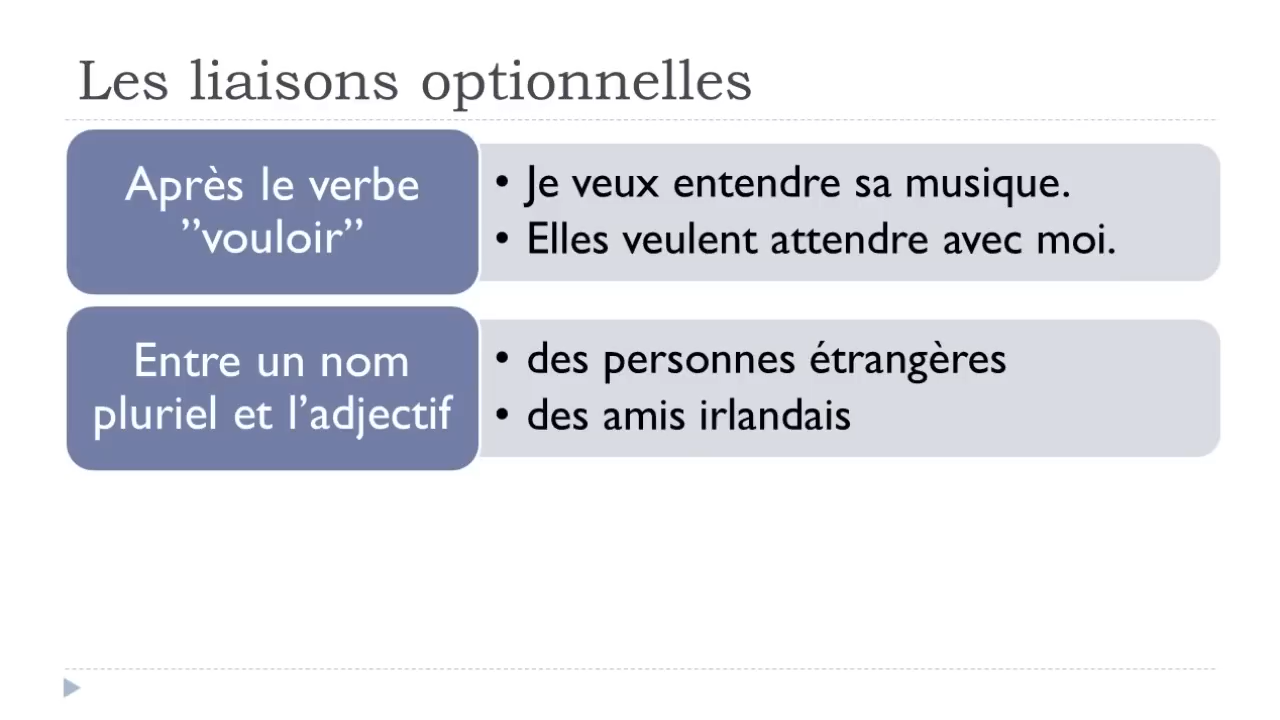 Les liaisons optionnelles
Après le verbe
”vouloir”
• Je veux entendre sa musique.
• Elles veulent attendre avec moi.
Entre un nom
pluriel et l’adjectif
• des personnes étrangères
• des amis irlandais